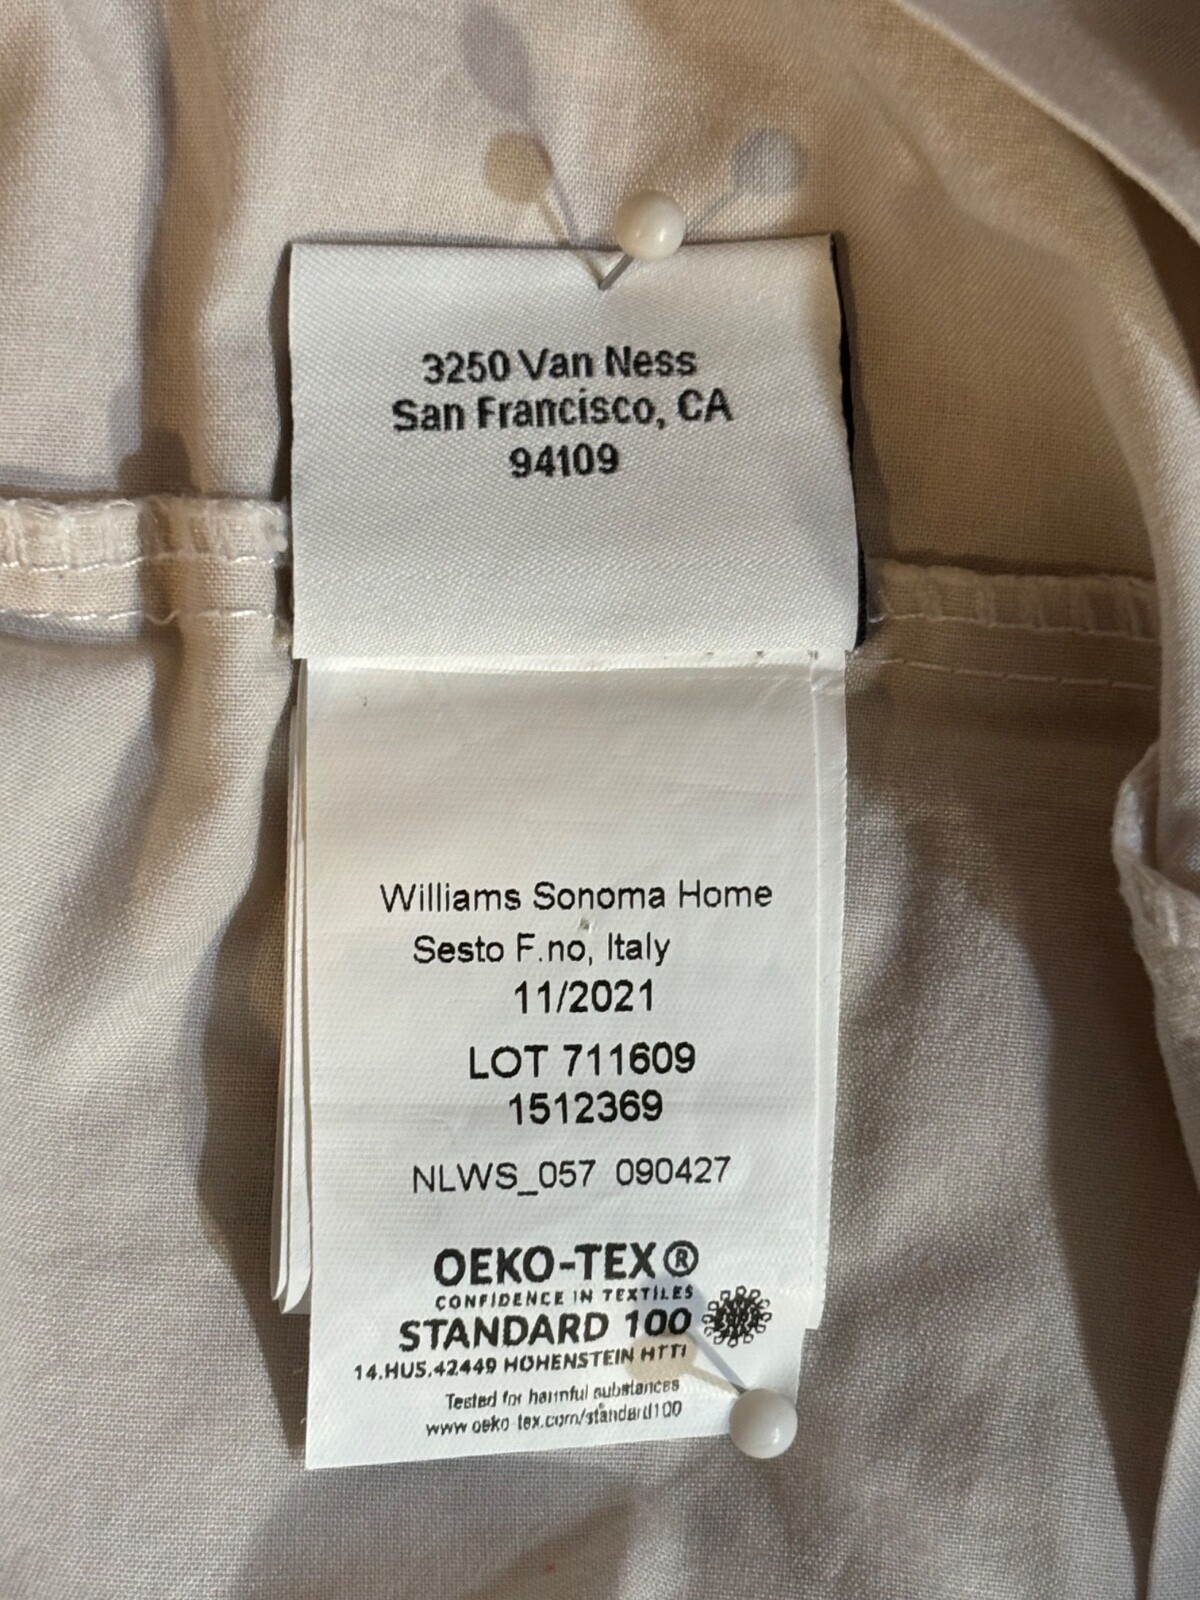 3250 Van Ness
San Francisco, CA
94109
Williams Sonoma Home
Sesto F.no, Italy
11/2021
LOT 711609
1512369
NLWS_057 090427
OEKO-TEX®
CONFIDENCE IN TEXTILES
STANDARD 100
14.HUS.42449 HOHENSTEIN HTTI
Tested for harmful substances
www.oeko-tex.com/standard100